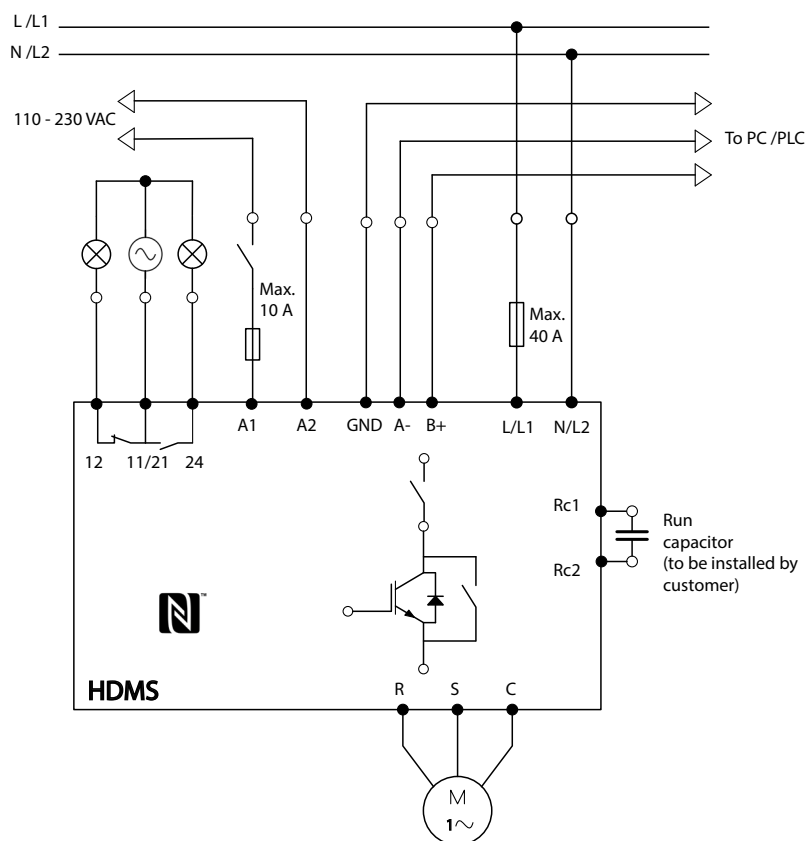 L /L1
N /L2
110 - 230 VAC
To PC /PLC
Max.
10 A
Max.
40 A
A1 A2 GND A- B+ L/L1 N/L2
12 11/21 24
Rc1
Rc2
Run
capacitor
(to be installed by
customer)
N™
HDMS
R S C
M
1~